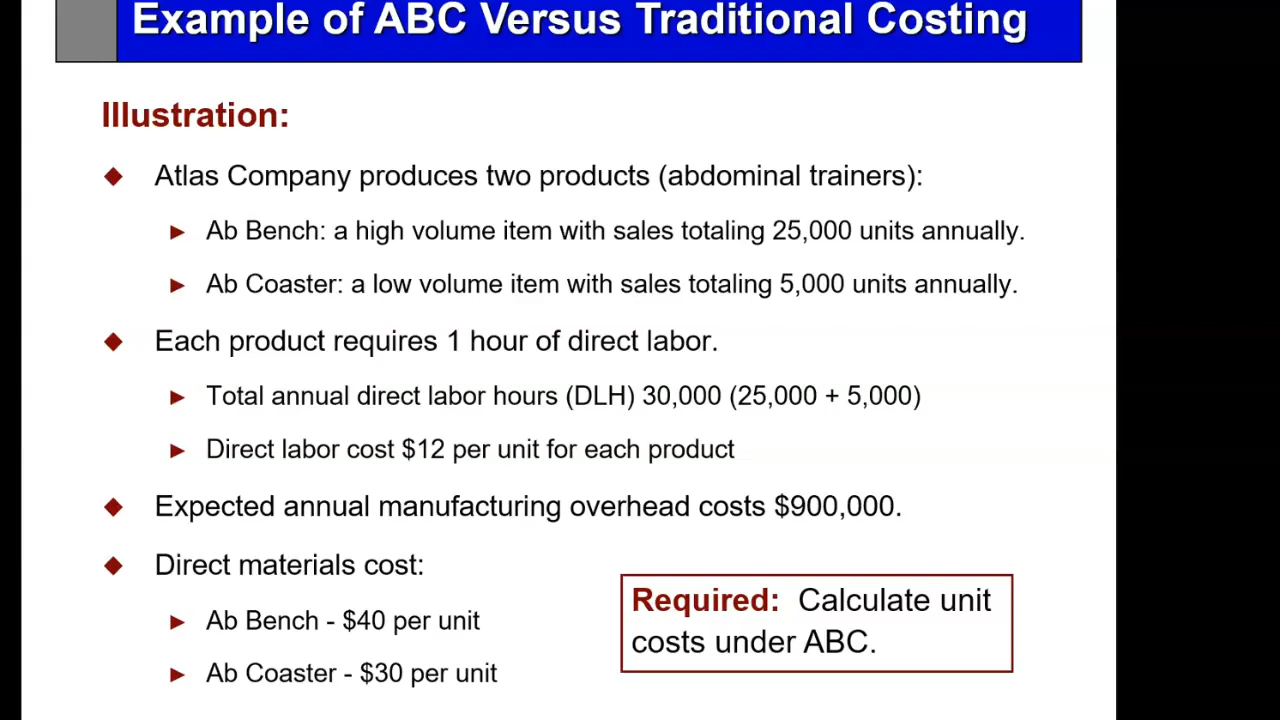 Example of ABC Versus Traditional Costing
Illustration:
Atlas Company produces two products (abdominal trainers):
Ab Bench: a high volume item with sales totaling 25,000 units annually.
Ab Coaster: a low volume item with sales totaling 5,000 units annually.
Each product requires 1 hour of direct labor.
Total annual direct labor hours (DLH) 30,000 (25,000 + 5,000)
Direct labor cost $12 per unit for each product
Expected annual manufacturing overhead costs $900,000.
Direct materials cost:
Ab Bench - $40 per unit
Ab Coaster - $30 per unit
Required: Calculate unit
costs under ABC.